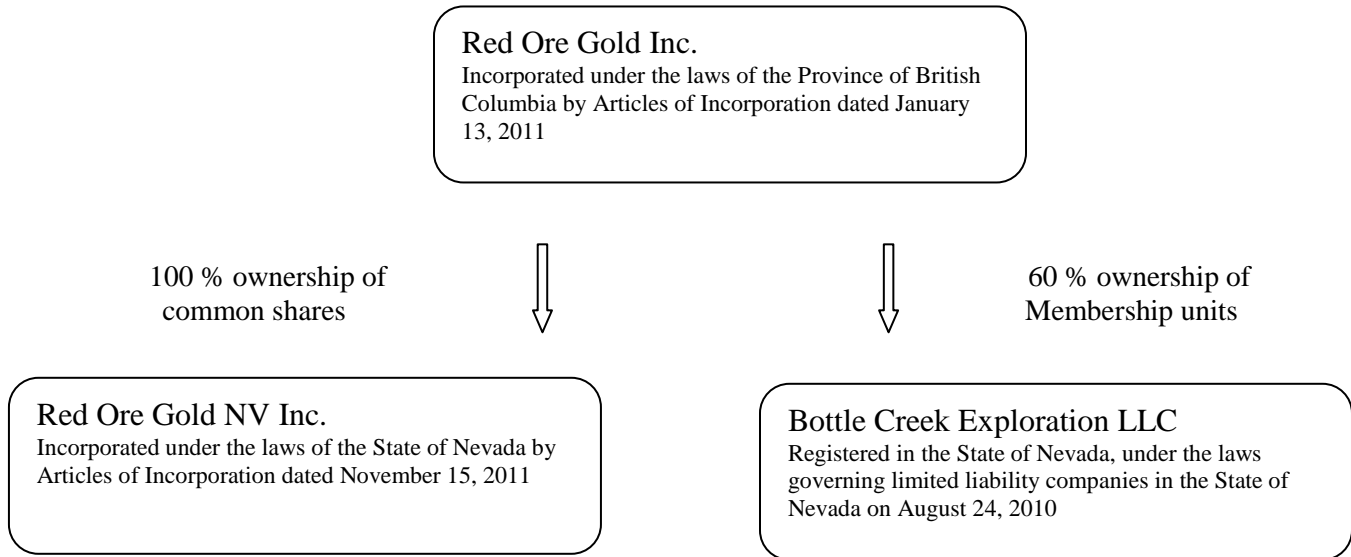 Red Ore Gold Inc.
Incorporated under the laws of the Province of British
Columbia by Articles of Incorporation dated January
13, 2011
100 % ownership of
common shares
60 % ownership of
Membership units
Red Ore Gold NV Inc.
Incorporated under the laws of the State of Nevada by
Articles of Incorporation dated November 15, 2011
Bottle Creek Exploration LLC
Registered in the State of Nevada, under the laws
governing limited liability companies in the State of
Nevada on August 24, 2010